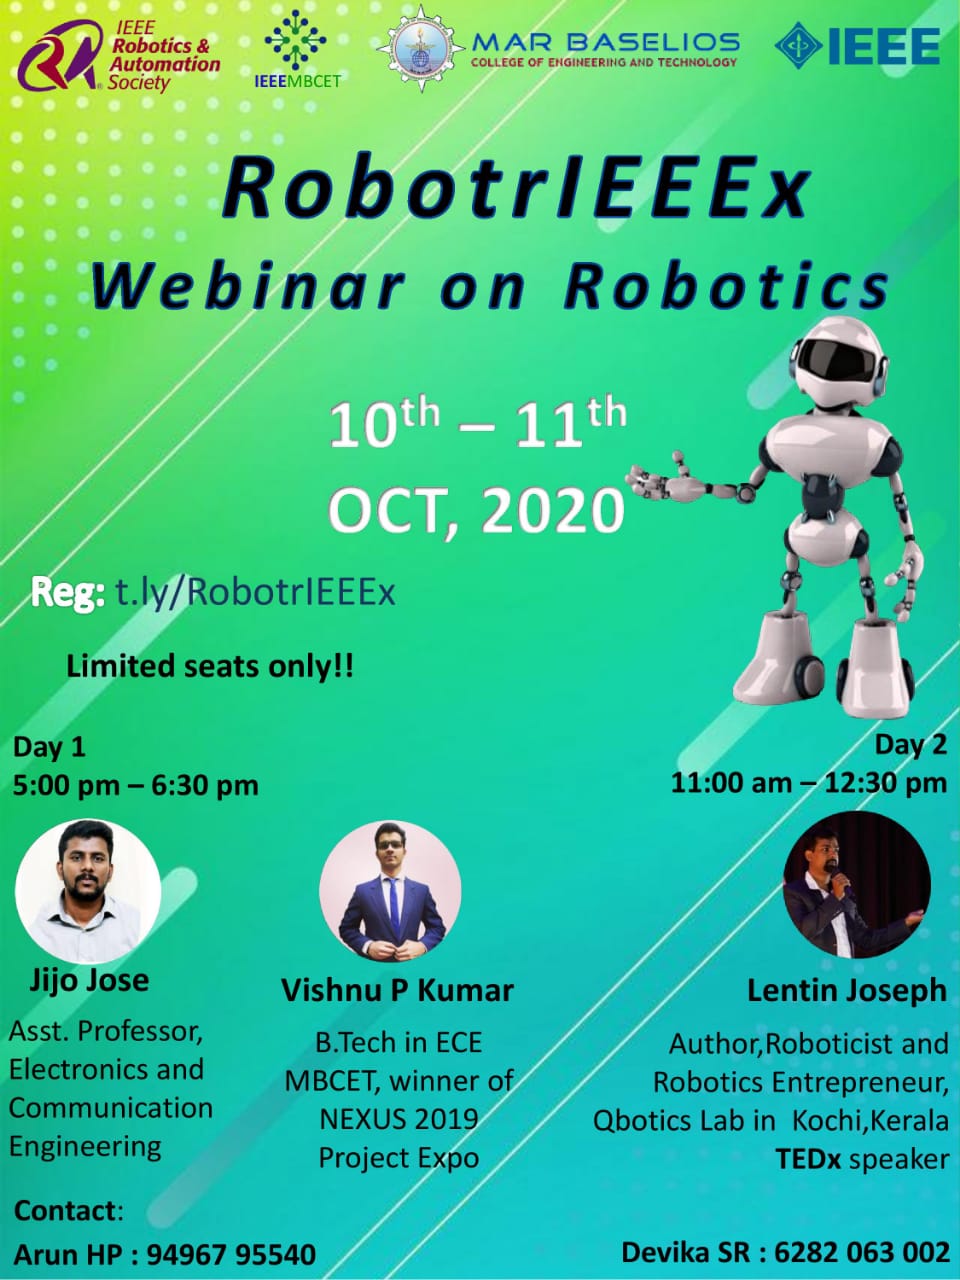 IEEE
Robotics &
Automation
Society®
IEEEMBCET
MAR BASELIOS
COLLEGE OF ENGINEERING AND TECHNOLOGY
IEEE
RobotrIEEEx
Webinar on Robotics
10th – 11th
OCT, 2020
Reg: t.ly/RobotrIEEEx
Limited seats only!!
Day 1
5:00 pm – 6:30 pm
Day 2
11:00 am – 12:30 pm
Jijo Jose
Asst. Professor,
Electronics and
Communication
Engineering
Vishnu P Kumar
B.Tech in ECE
MBCET, winner of
NEXUS 2019
Project Expo
Lentin Joseph
Author,Roboticist and
Robotics Entrepreneur,
Qbotics Lab in Kochi,Kerala
TEDx speaker
Contact:
Arun HP : 94967 95540
Devika SR : 6282 063 002